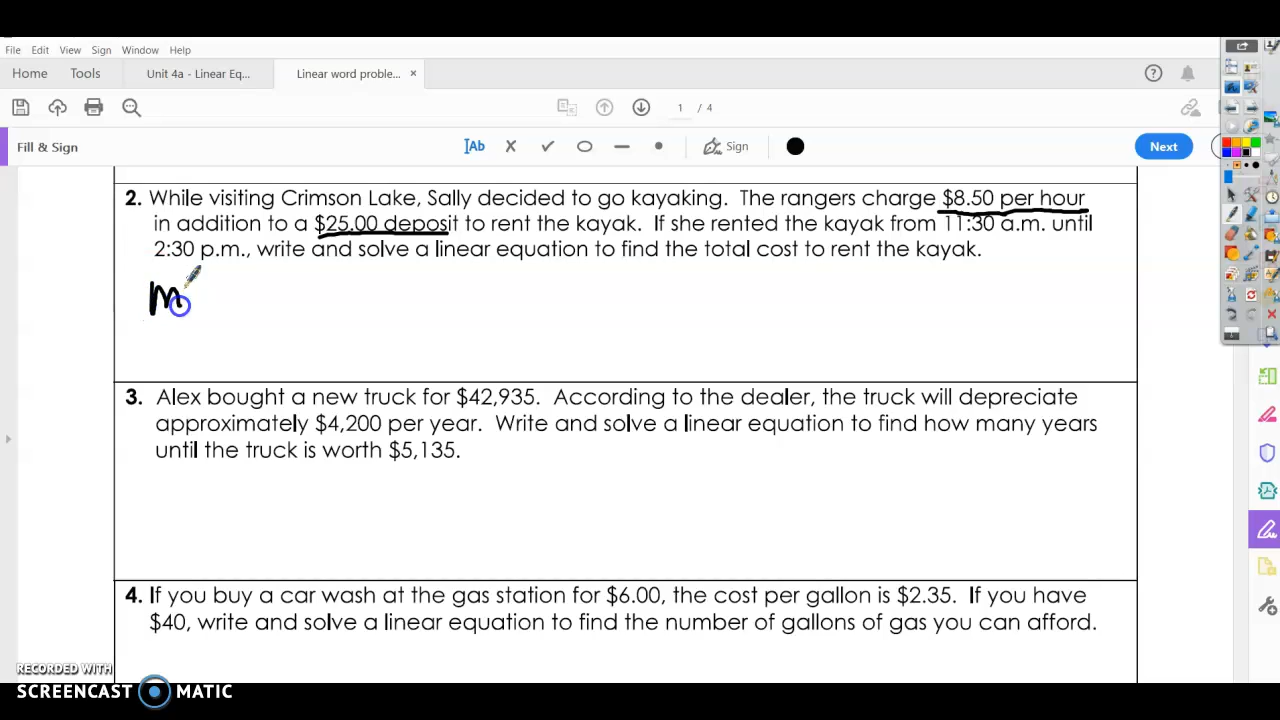 File Edit View Sign Window Help
Home Tools Unit 4a - Linear Eq... Linear word proble... ×
1 / 4
Fill & Sign Ab Sign Next
2. While visiting Crimson Lake, Sally decided to go kayaking. The rangers charge $8.50 per hour
in addition to a $25.00 deposit to rent the kayak. If she rented the kayak from 11:30 a.m. until
2:30 p.m., write and solve a linear equation to find the total cost to rent the kayak.
m
3. Alex bought a new truck for $42,935. According to the dealer, the truck will depreciate
approximately $4,200 per year. Write and solve a linear equation to find how many years
until the truck is worth $5,135.
4. If you buy a car wash at the gas station for $6.00, the cost per gallon is $2.35. If you have
$40, write and solve a linear equation to find the number of gallons of gas you can afford.
RECORDED WITH
SCREENCAST MATIC